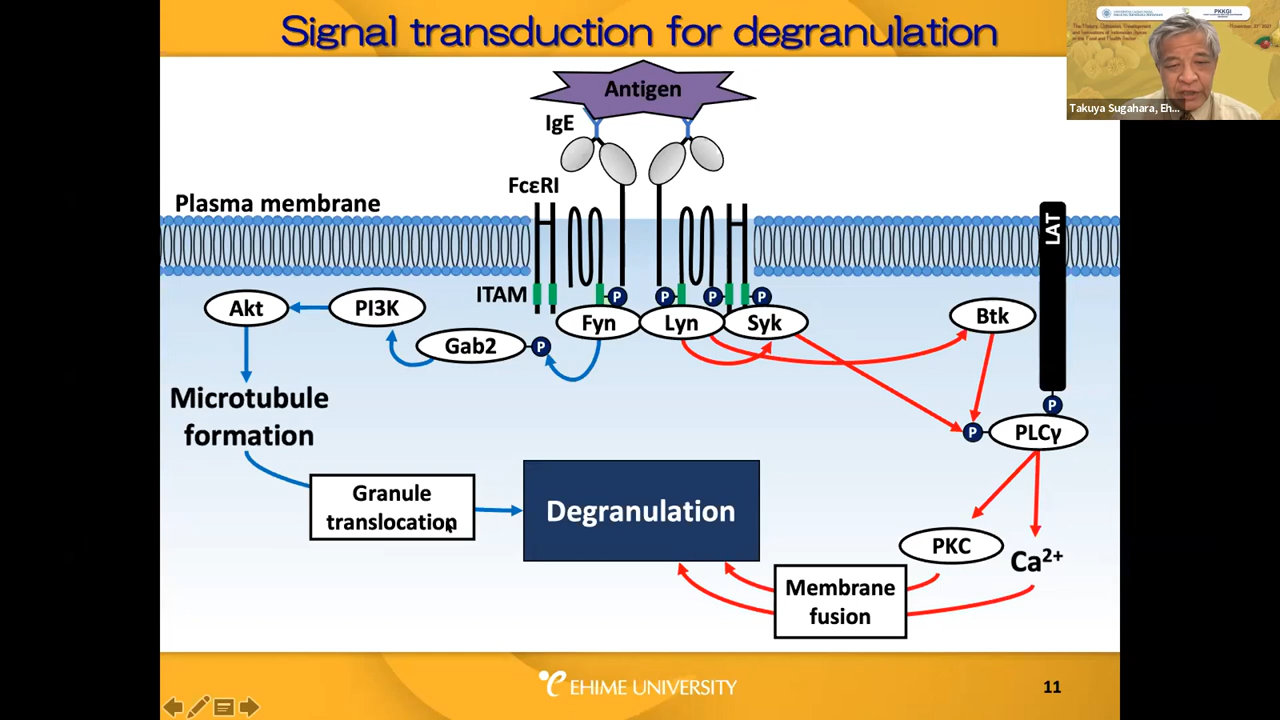 Signal transduction for degranulation
PKKGI
Takuya Sugahara, Eh...
Antigen
IgE
FcεRI
Plasma membrane
LAT
ITAM
P
P
P
P
Akt
PI3K
Fyn
Lyn
Syk
Btk
Gab2
P
Microtubule
formation
P
P
PLCγ
Granule
translocation
Degranulation
PKC
Ca²⁺
Membrane
fusion
EHIME UNIVERSITY
11